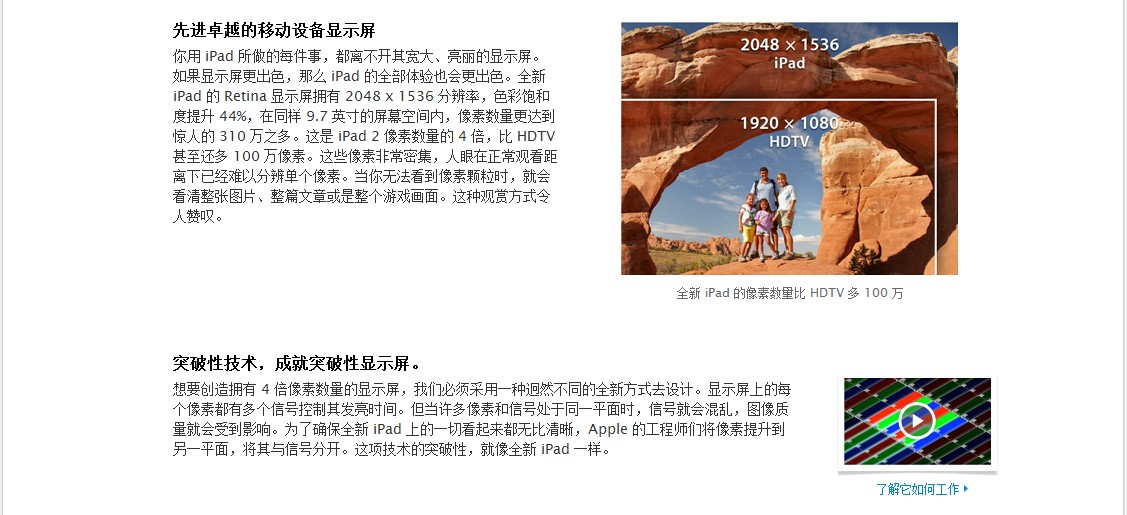 先进卓越的移动设备显示屏
你用 iPad 所做的每件事，都离不开其宽大、亮丽的显示屏。
如果显示屏更出色，那么 iPad 的全部体验也会更出色。全新
iPad 的 Retina 显示屏拥有 2048 x 1536 分辨率，色彩饱和
度提升 44%，在同样 9.7 英寸的屏幕空间内，像素数量更达到
惊人的 310 万之多。这是 iPad 2 像素数量的 4 倍，比 HDTV
甚至还多 100 万像素。这些像素非常密集，人眼在正常观看距
离下已经难以分辨单个像素。当你无法看到像素颗粒时，就会
看清整张图片、整篇文章或是整个游戏画面。这种观赏方式令
人赞叹。
2048 × 1536
iPad
1920 × 1080
HDTV
全新 iPad 的像素数量比 HDTV 多 100 万
突破性技术，成就突破性显示屏。
想要创造拥有 4 倍像素数量的显示屏，我们必须采用一种迥然不同的全新方式去设计。显示屏上的每
个像素都有多个信号控制其发亮时间。但当许多像素和信号处于同一平面时，信号就会混乱，图像质
量就会受到影响。为了确保全新 iPad 上的一切看起来都无比清晰，Apple 的工程师们将像素提升到
另一平面，将其与信号分开。这项技术的突破性，就像全新 iPad 一样。
了解它如何工作